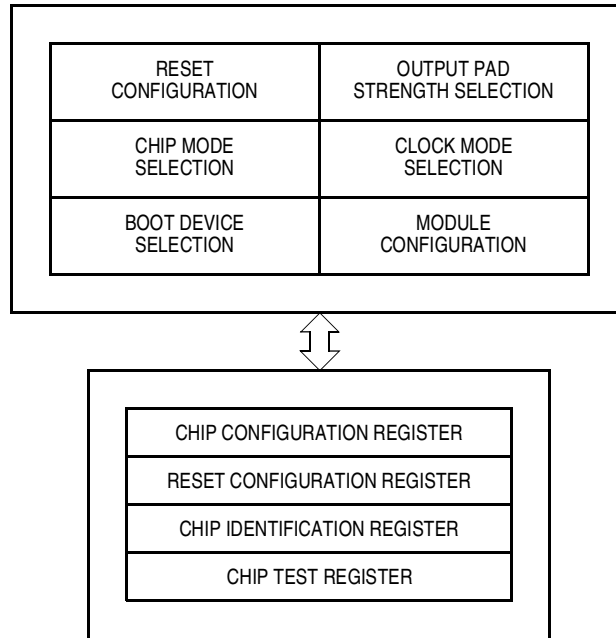 RESET
CONFIGURATION
OUTPUT PAD
STRENGTH SELECTION
CHIP MODE
SELECTION
CLOCK MODE
SELECTION
BOOT DEVICE
SELECTION
MODULE
CONFIGURATION
CHIP CONFIGURATION REGISTER
RESET CONFIGURATION REGISTER
CHIP IDENTIFICATION REGISTER
CHIP TEST REGISTER